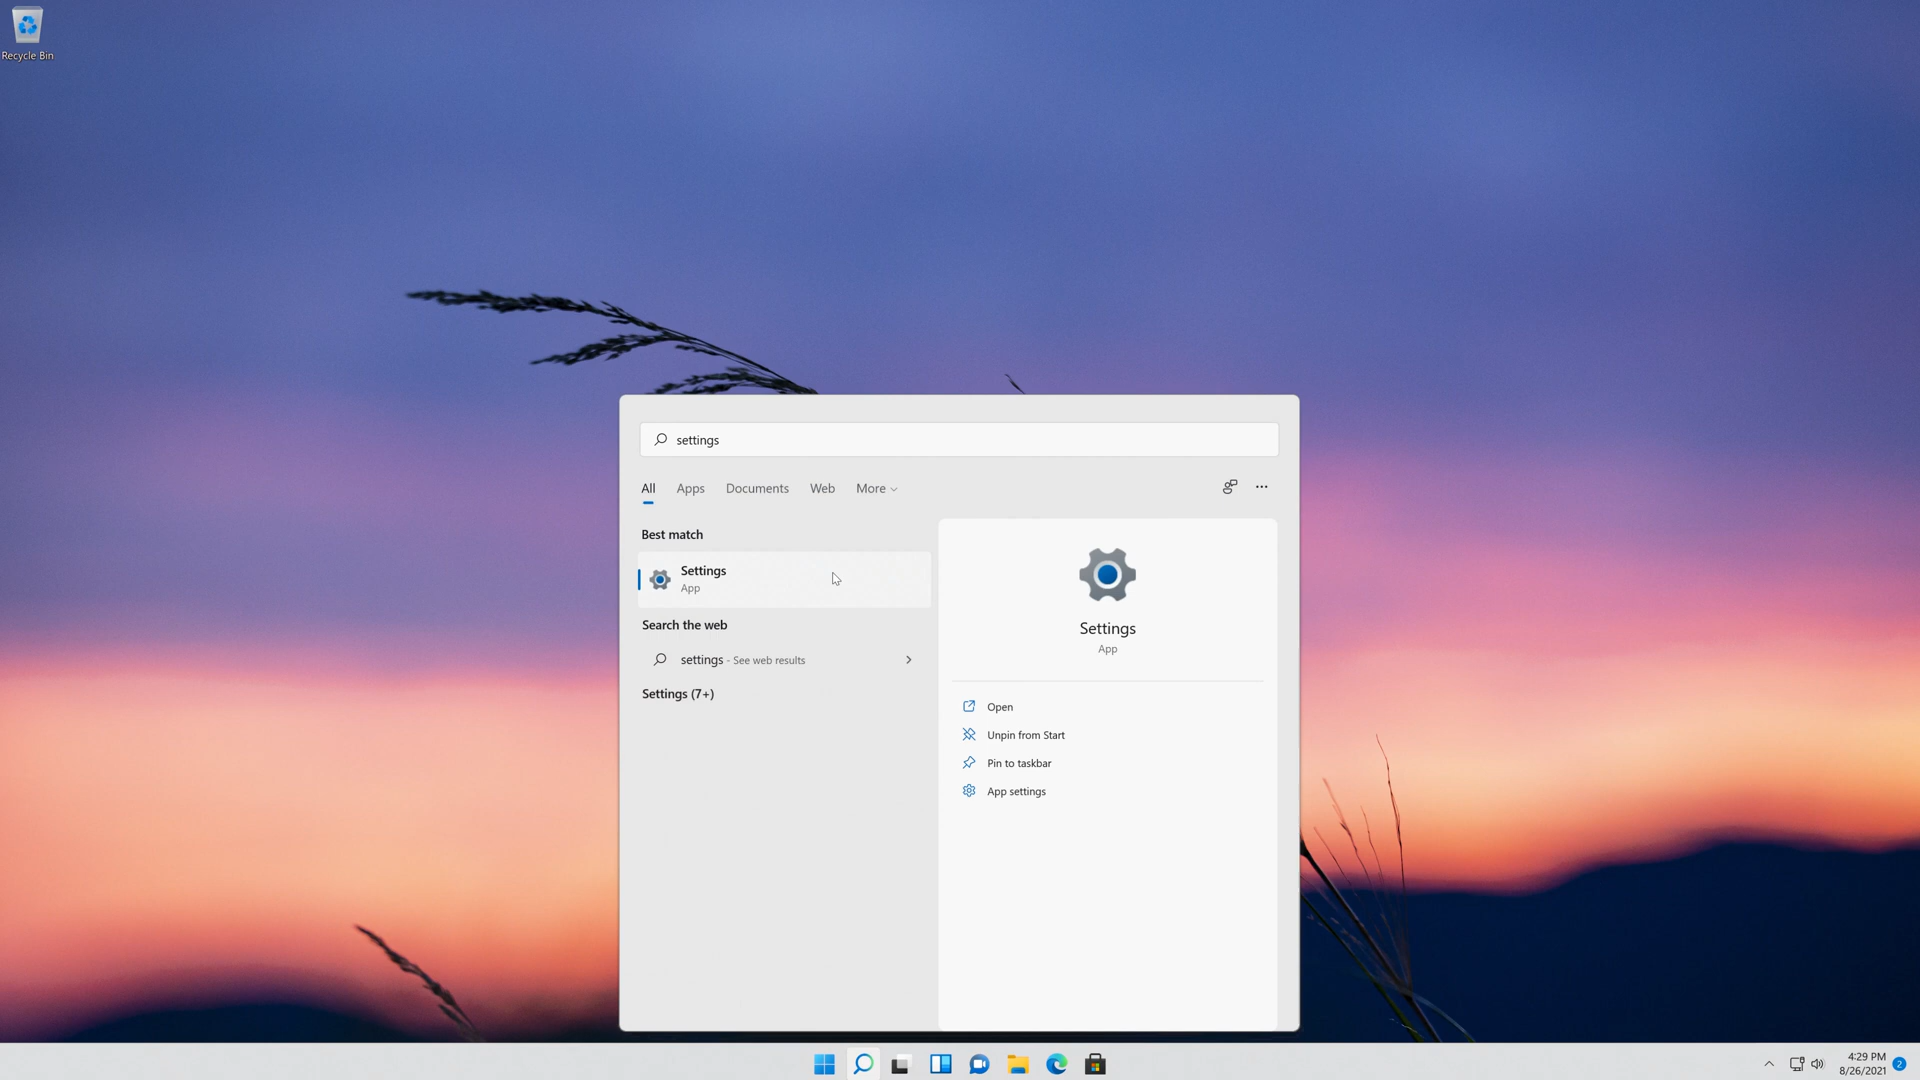 Recycle Bin
settings
All Apps Documents Web More
Best match
Settings
App
Search the web
settings - See web results
Settings (7+)
Settings
App
Open
Unpin from Start
Pin to taskbar
App settings
4:29 PM
8/26/2021
2